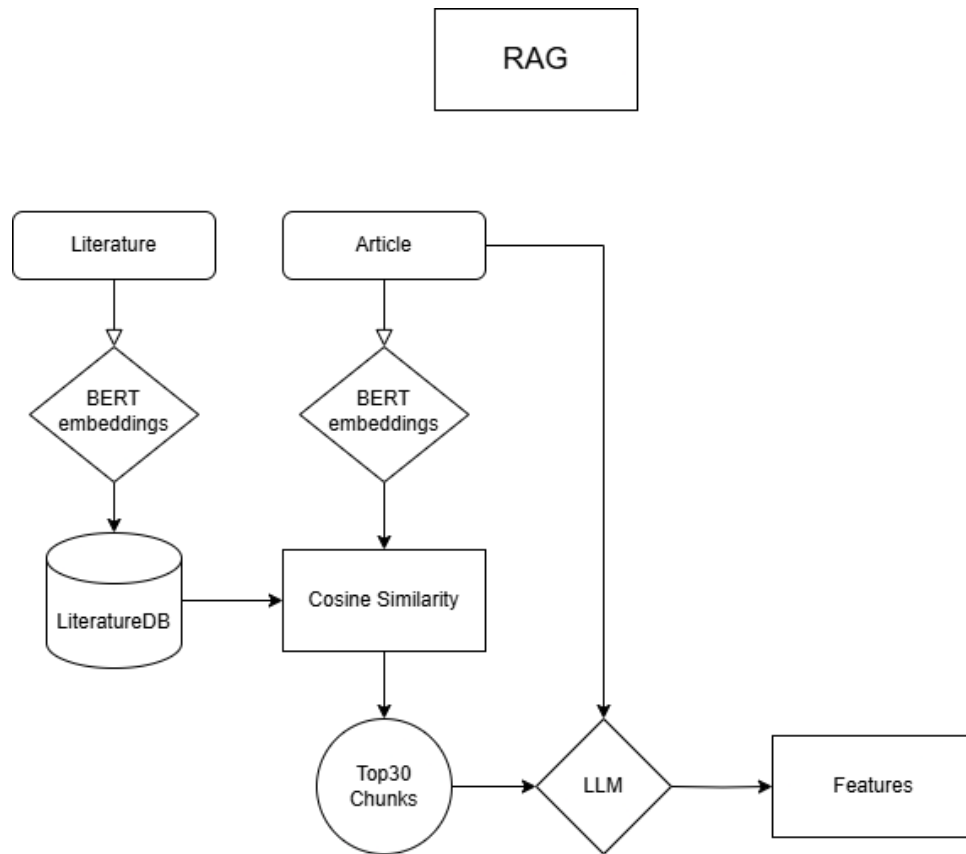 RAG
Literature
Article
BERT
embeddings
BERT
embeddings
LiteratureDB
Cosine Similarity
Top30
Chunks
LLM
Features